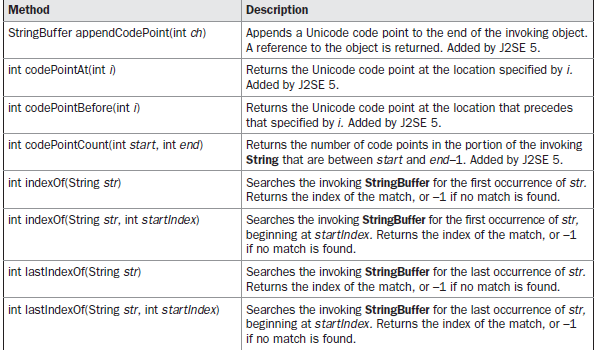 Method Description
StringBuffer appendCodePoint(int ch) Appends a Unicode code point to the end of the invoking object.
A reference to the object is returned. Added by J2SE 5.
int codePointAt(int i) Returns the Unicode code point at the location specified by i.
Added by J2SE 5.
int codePointBefore(int i) Returns the Unicode code point at the location that precedes
that specified by i. Added by J2SE 5.
int codePointCount(int start, int end) Returns the number of code points in the portion of the invoking
String that are between start and end–1. Added by J2SE 5.
int indexOf(String str) Searches the invoking StringBuffer for the first occurrence of str.
Returns the index of the match, or –1 if no match is found.
int indexOf(String str, int startIndex) Searches the invoking StringBuffer for the first occurrence of str,
beginning at startIndex. Returns the index of the match, or –1
if no match is found.
int lastIndexOf(String str) Searches the invoking StringBuffer for the last occurrence of str.
Returns the index of the match, or –1 if no match is found.
int lastIndexOf(String str, int startIndex) Searches the invoking StringBuffer for the last occurrence of str,
beginning at startIndex. Returns the index of the match, or –1
if no match is found.